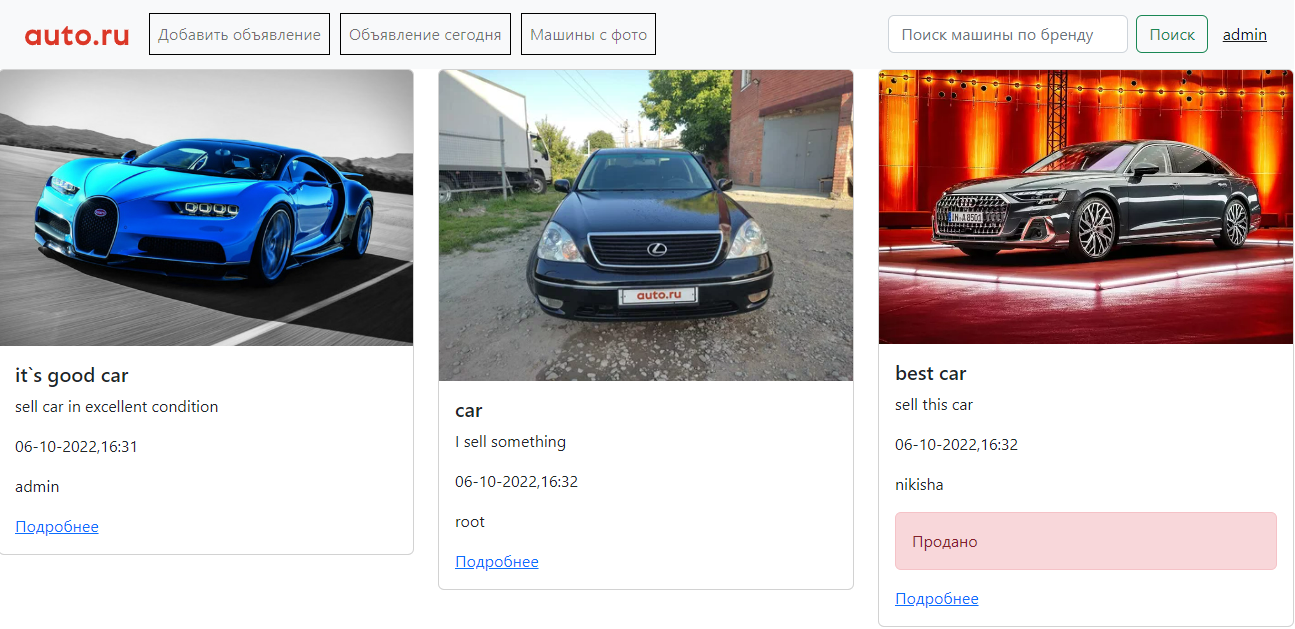 auto.ru
Добавить объявление
Объявление сегодня
Машины с фото
Поиск машины по бренду
Поиск
admin
it`s good car
sell car in excellent condition
06-10-2022,16:31
admin
Подробнее
auto.ru
car
I sell something
06-10-2022,16:32
root
Подробнее
IN·A 8501
best car
sell this car
06-10-2022,16:32
nikisha
Продано
Подробнее